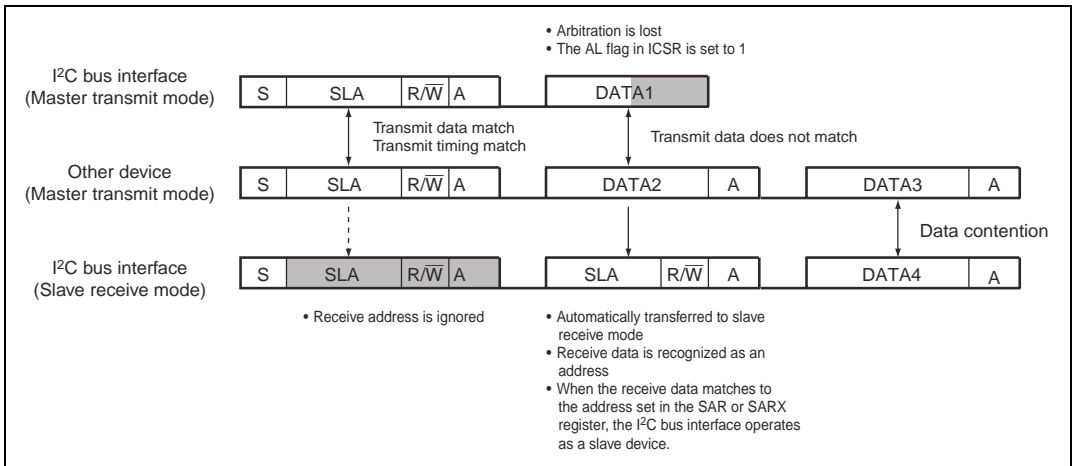 • Arbitration is lost
• The AL flag in ICSR is set to 1
I2C bus interface
(Master transmit mode)
S SLA R/W̅ A DATA1
Transmit data match
Transmit timing match
Transmit data does not match
Other device
(Master transmit mode)
S SLA R/W̅ A DATA2 A DATA3 A
Data contention
I2C bus interface
(Slave receive mode)
S SLA R/W̅ A SLA R/W̅ A DATA4 A
• Receive address is ignored
• Automatically transferred to slave
receive mode
• Receive data is recognized as an
address
• When the receive data matches to
the address set in the SAR or SARX
register, the I2C bus interface operates
as a slave device.